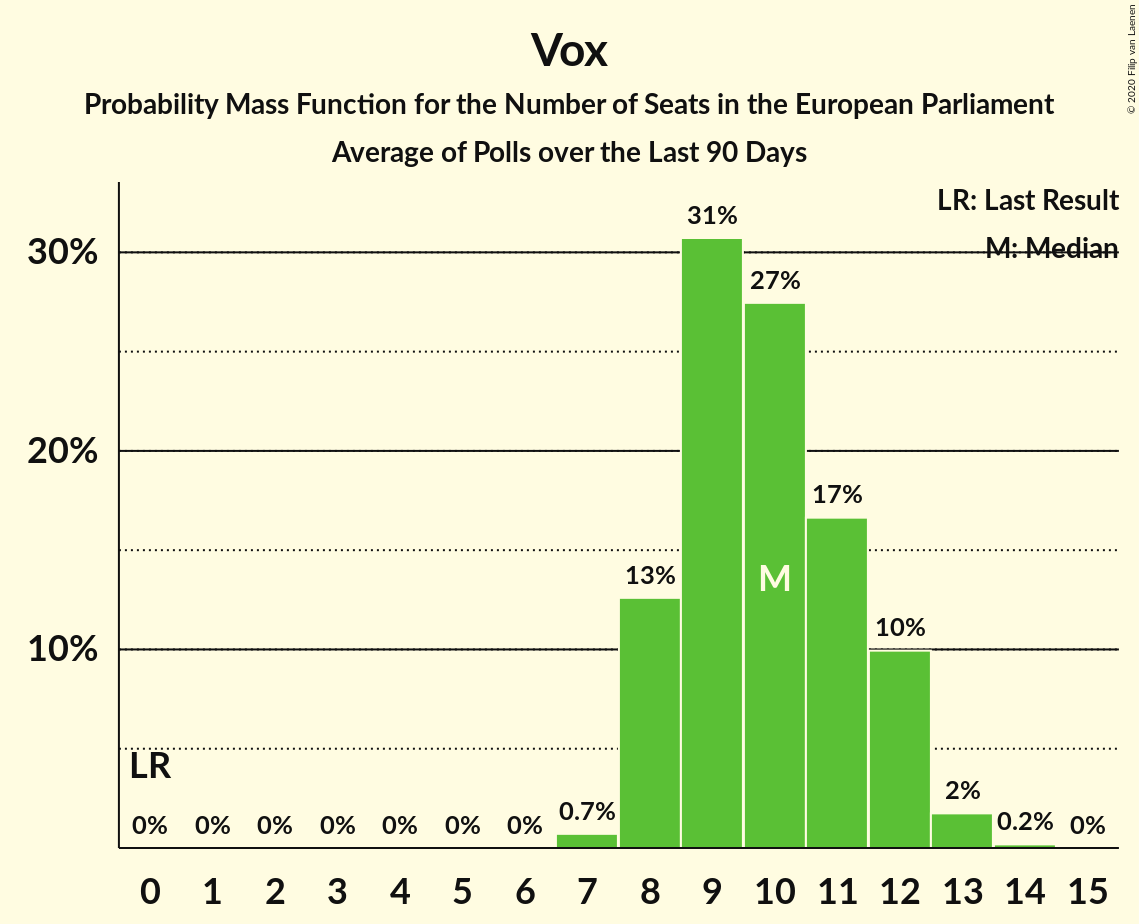 Vox
Probability Mass Function for the Number of Seats in the European Parliament
Average of Polls over the Last 90 Days
© 2020 Filip van Laenen
LR: Last Result
M: Median
30%
20%
10%
LR
0%
0%
0%
0%
0%
0%
0%
0.7%
13%
31%
27%
17%
10%
2%
0.2%
0%
M
0 1 2 3 4 5 6 7 8 9 10 11 12 13 14 15